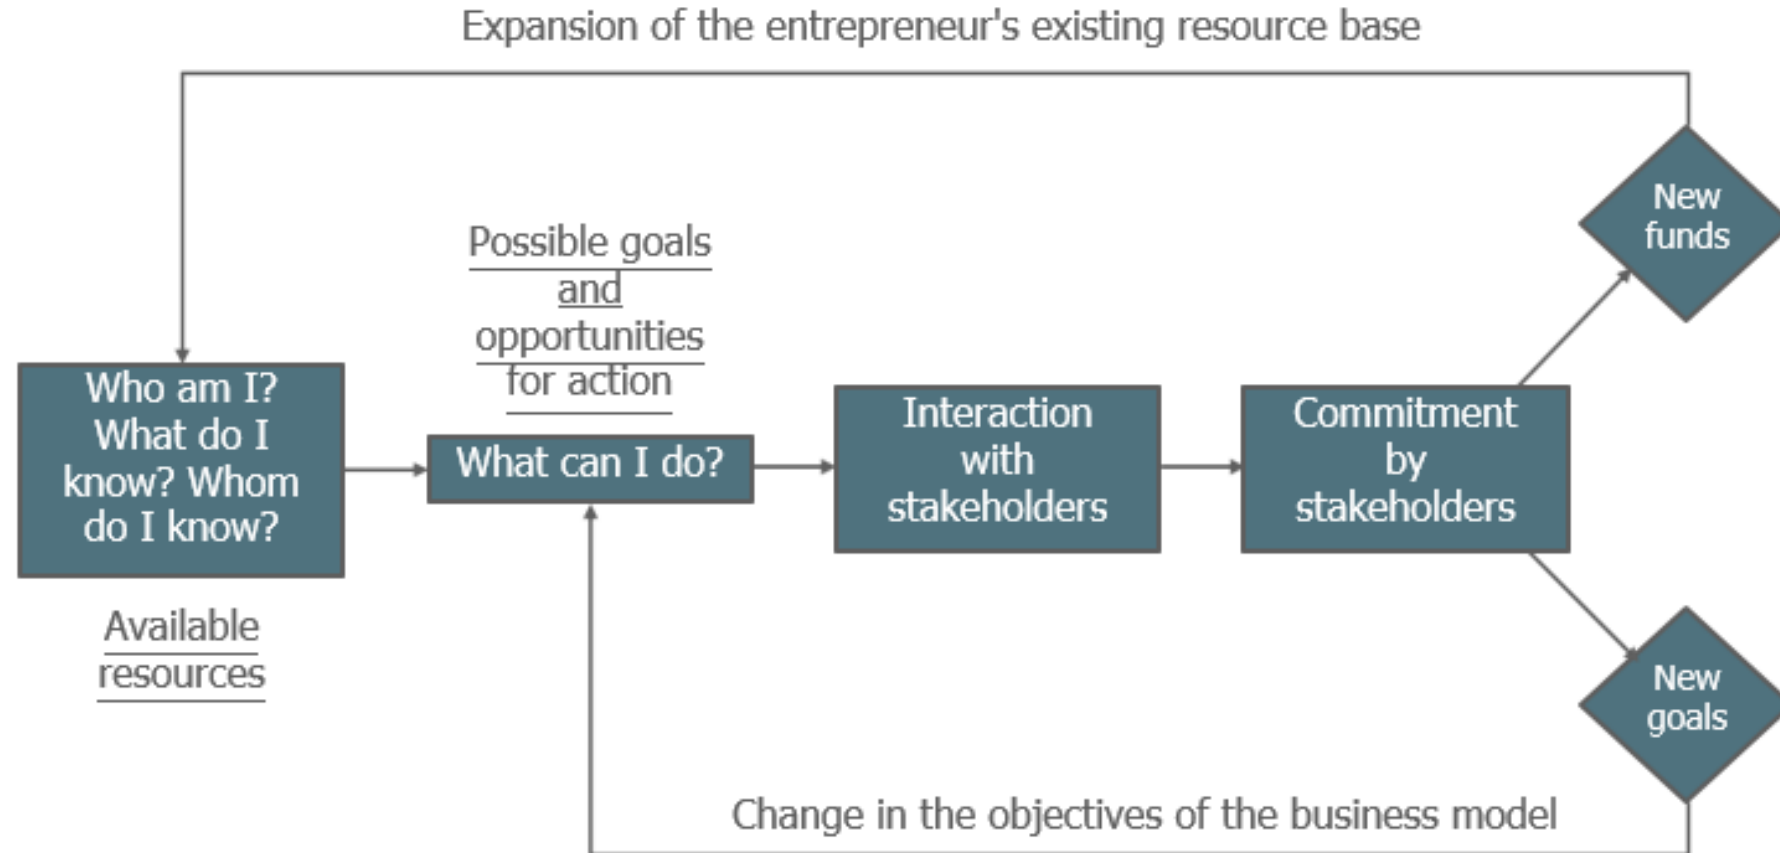 Expansion of the entrepreneur's existing resource base
New
funds
Possible goals
and
opportunities
for action
Who am I?
What do I
know? Whom
do I know?
What can I do?
Interaction
with
stakeholders
Commitment
by
stakeholders
Available
resources
New
goals
Change in the objectives of the business model